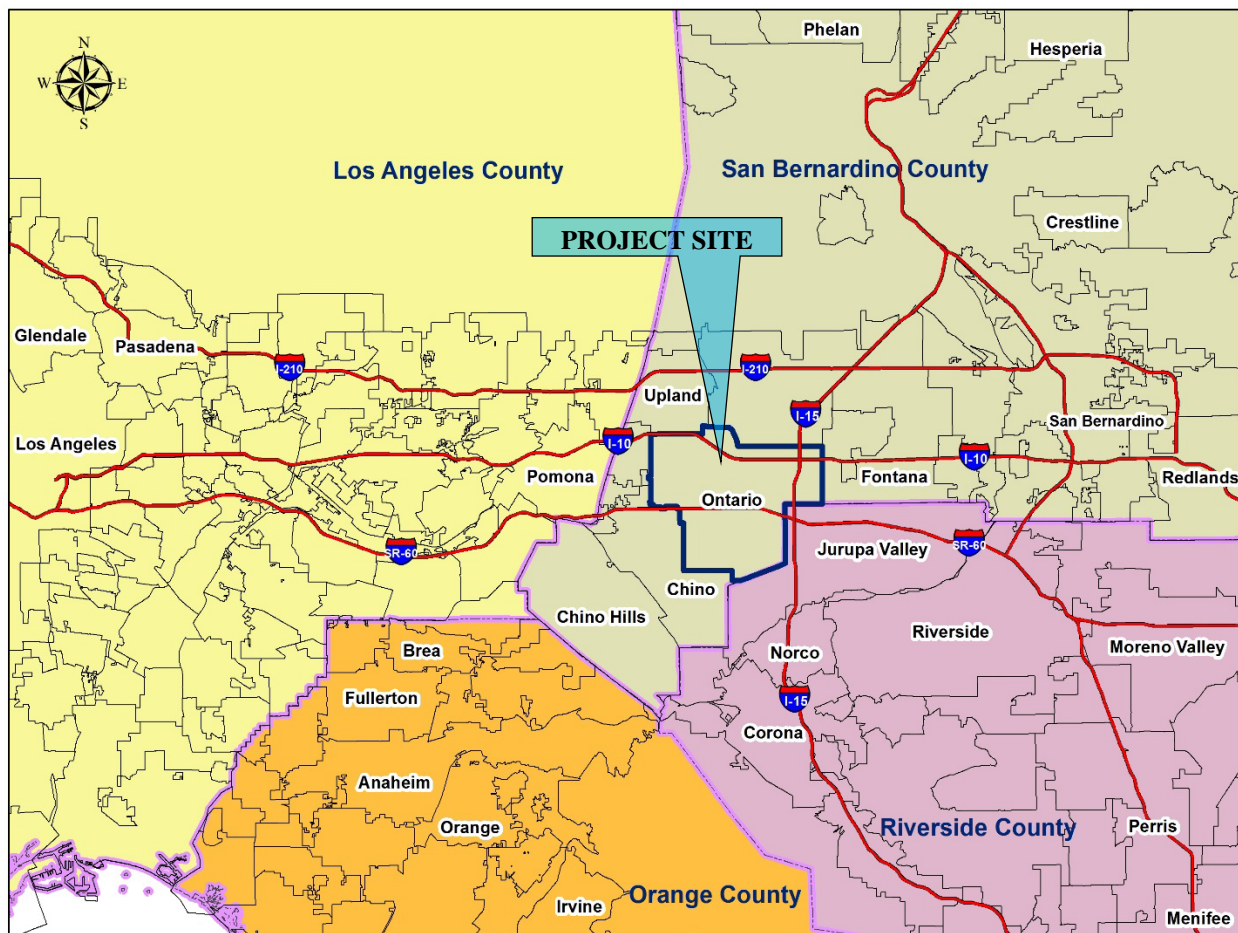 Phelan
Hesperia
N
W E
S
Los Angeles County
San Bernardino County
Crestline
PROJECT SITE
Glendale
Pasadena
I-210
I-210
Upland
I-15
San Bernardino
Los Angeles
I-10
I-10
Pomona
Fontana
Redlands
Ontario
SR-60
SR-60
Jurupa Valley
Chino
Chino Hills
Riverside
Moreno Valley
Brea
Norco
Fullerton
I-15
Corona
Anaheim
Orange
Riverside County
Perris
Orange County
Irvine
Menifee